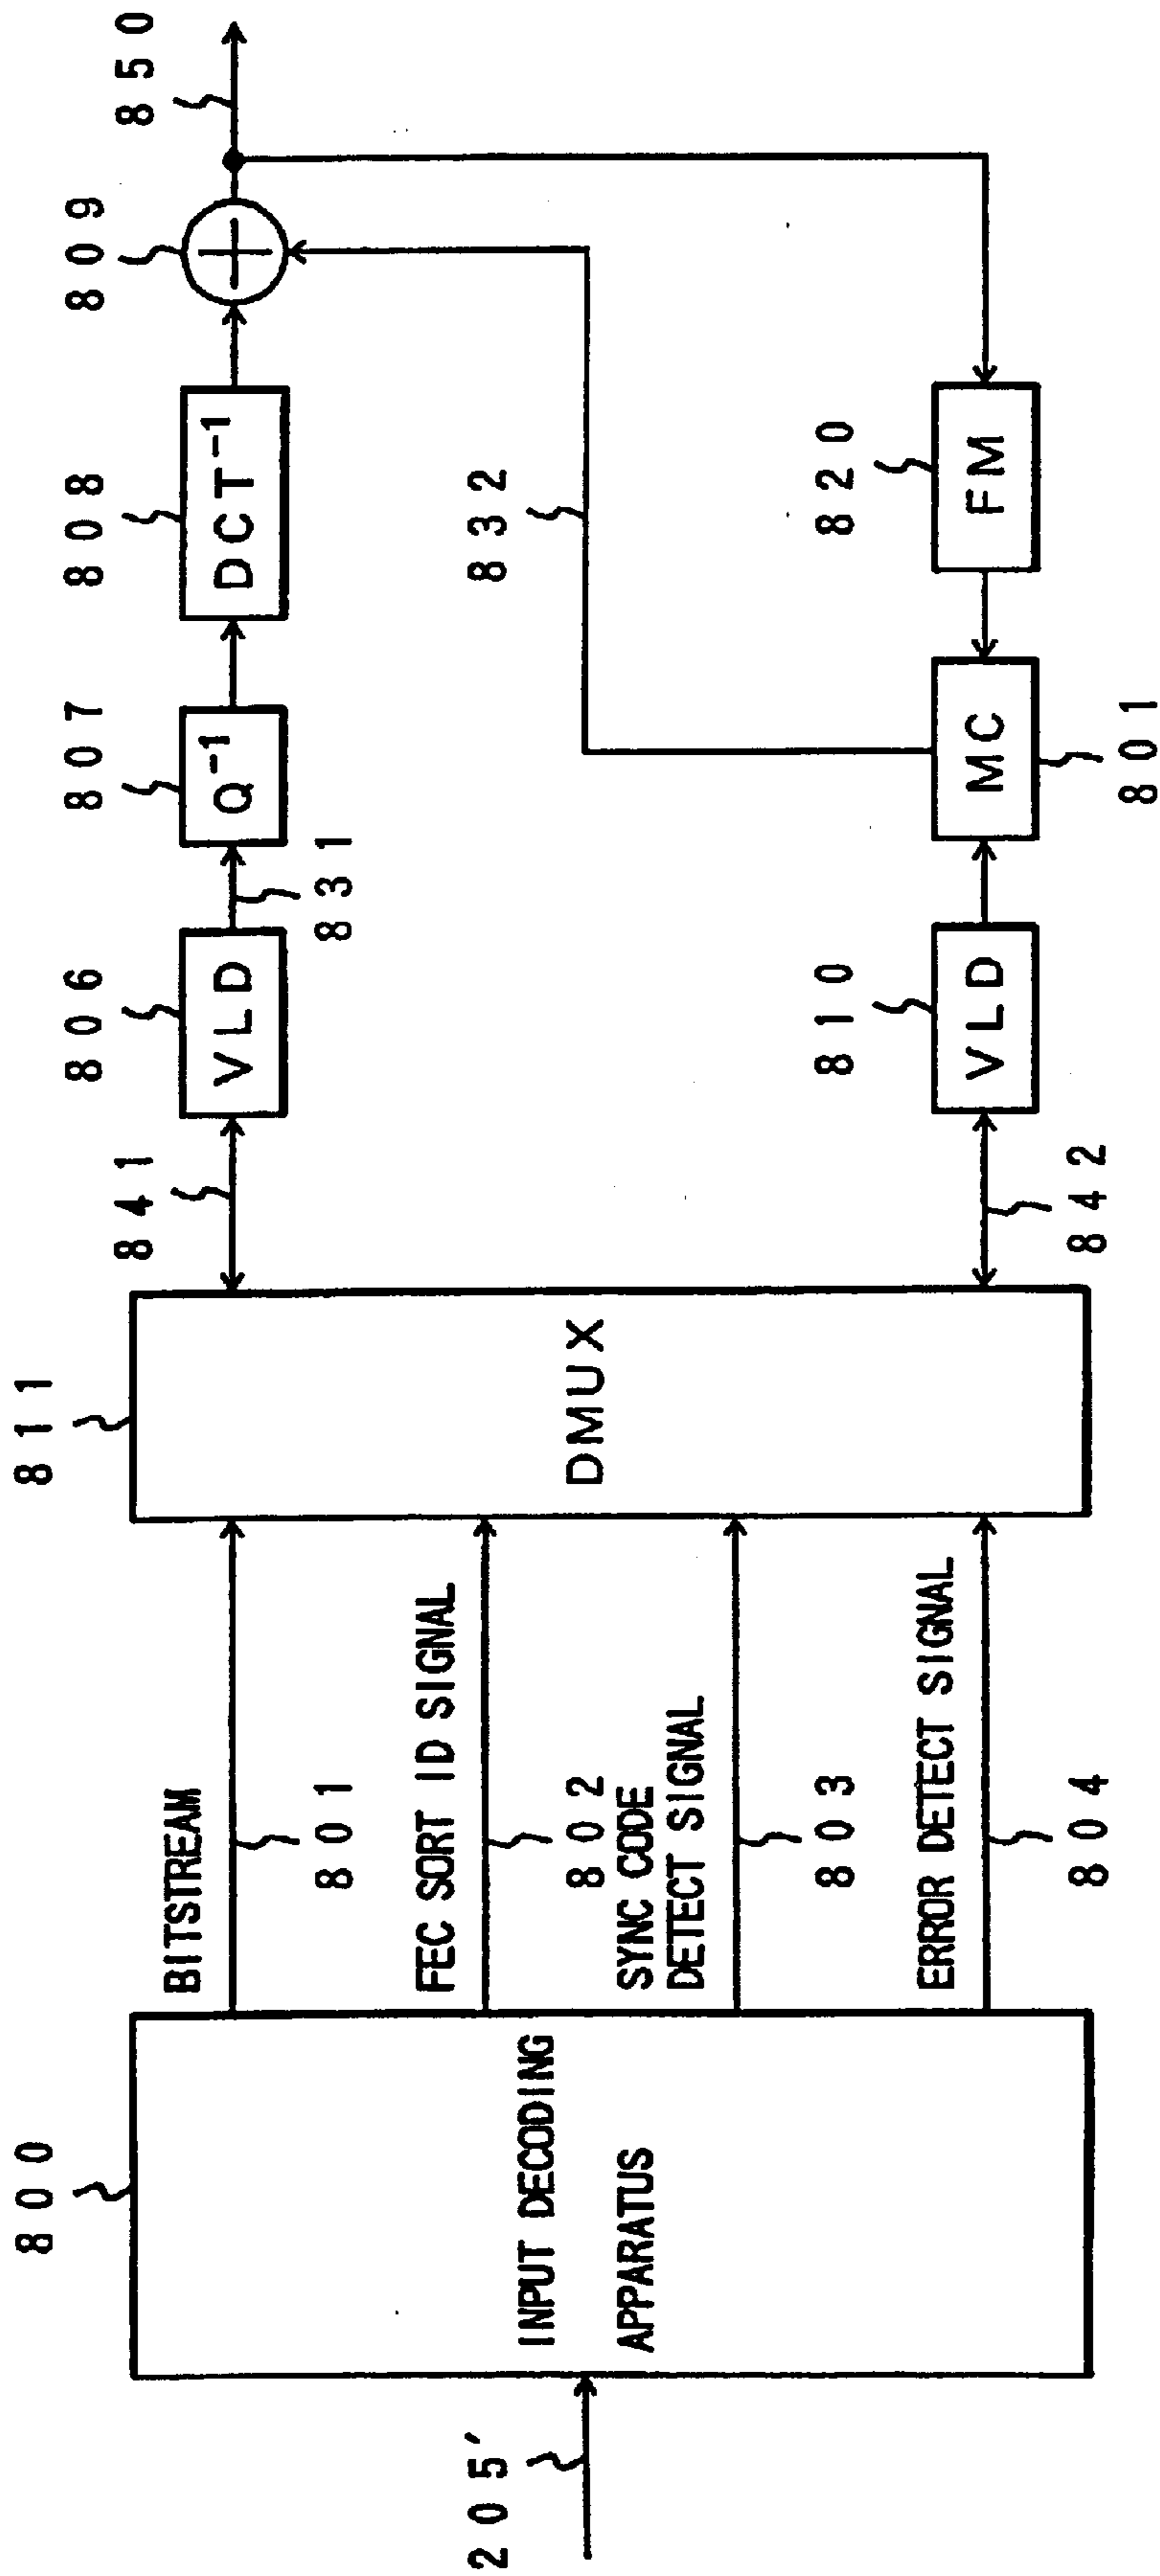 205'
800
INPUT DECODING
APPARATUS
BITSTREAM
801
FEC SORT ID SIGNAL
802
SYNC CODE
DETECT SIGNAL
803
ERROR DETECT SIGNAL
804
811
DMUX
841
842
806
VLD
831
807
Q⁻¹
808
DCT⁻¹
809
850
832
810
VLD
MC
801
820
FM